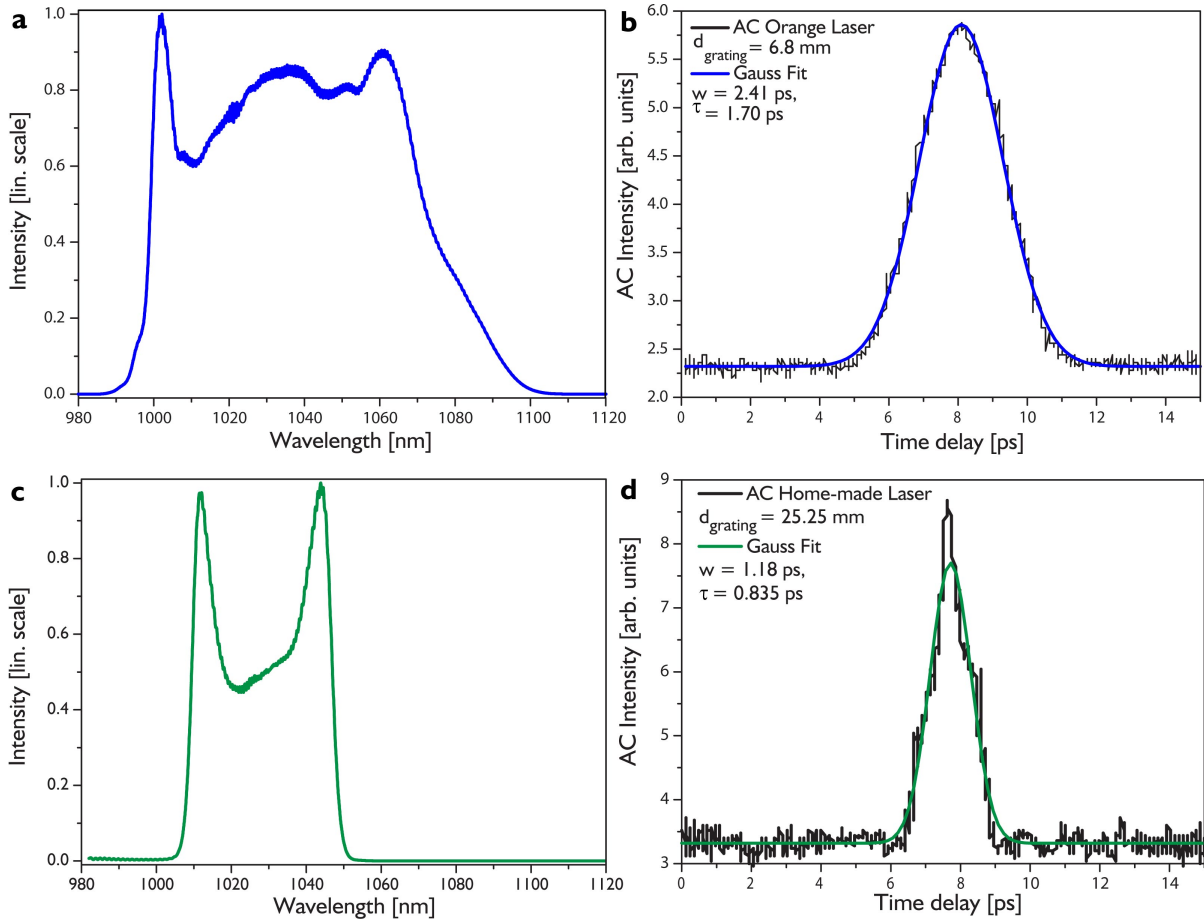 a
1.0
0.8
0.6
0.4
0.2
0.0
Intensity [lin. scale]
980 1000 1020 1040 1060 1080 1100 1120
Wavelength [nm]
b
6.0
5.5
5.0
4.5
4.0
3.5
3.0
2.5
2.0
AC Intensity [arb. units]
AC Orange Laser
d grating = 6.8 mm
Gauss Fit
w = 2.41 ps,
τ = 1.70 ps
0 2 4 6 8 10 12 14
Time delay [ps]
c
1.0
0.8
0.6
0.4
0.2
0.0
Intensity [lin. scale]
980 1000 1020 1040 1060 1080 1100 1120
Wavelength [nm]
d
9
8
7
6
5
4
3
AC Intensity [arb. units]
AC Home-made Laser
d grating = 25.25 mm
Gauss Fit
w = 1.18 ps,
τ = 0.835 ps
0 2 4 6 8 10 12 14
Time delay [ps]